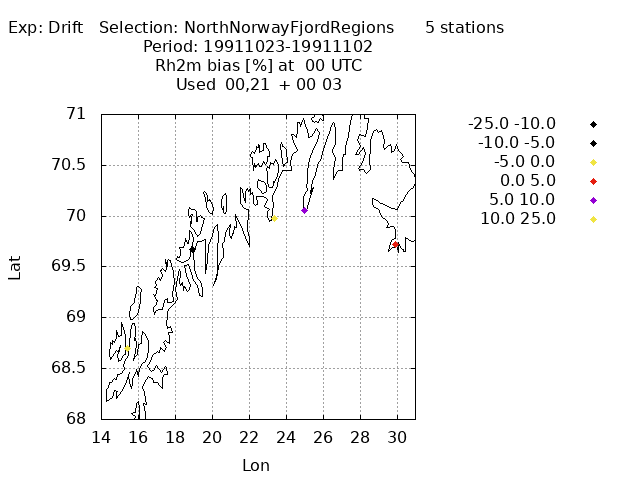 Exp: Drift   Selection: NorthNorwayFjordRegions      5 stations
Period: 19911023-19911102
Rh2m bias [%] at  00 UTC
Used  00,21  + 00 03
-25.0 -10.0
-10.0 -5.0
-5.0 0.0
0.0 5.0
5.0 10.0
10.0 25.0
71
70.5
70
69.5
69
68.5
68
Lat
14 16 18 20 22 24 26 28 30
Lon